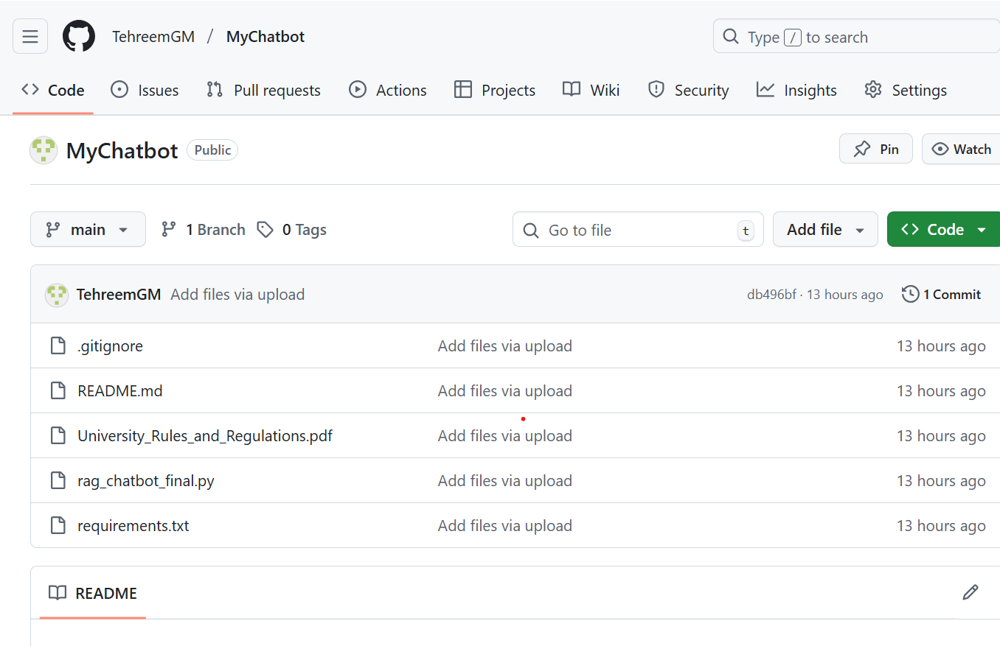 TehreemGM / MyChatbot
Type / to search
Code Issues Pull requests Actions Projects Wiki Security Insights Settings
MyChatbot Public
Pin Watch
main 1 Branch 0 Tags
Go to file t Add file Code
TehreemGM Add files via upload db496bf · 13 hours ago 1 Commit
.gitignore Add files via upload 13 hours ago
README.md Add files via upload 13 hours ago
University_Rules_and_Regulations.pdf Add files via upload 13 hours ago
rag_chatbot_final.py Add files via upload 13 hours ago
requirements.txt Add files via upload 13 hours ago
README